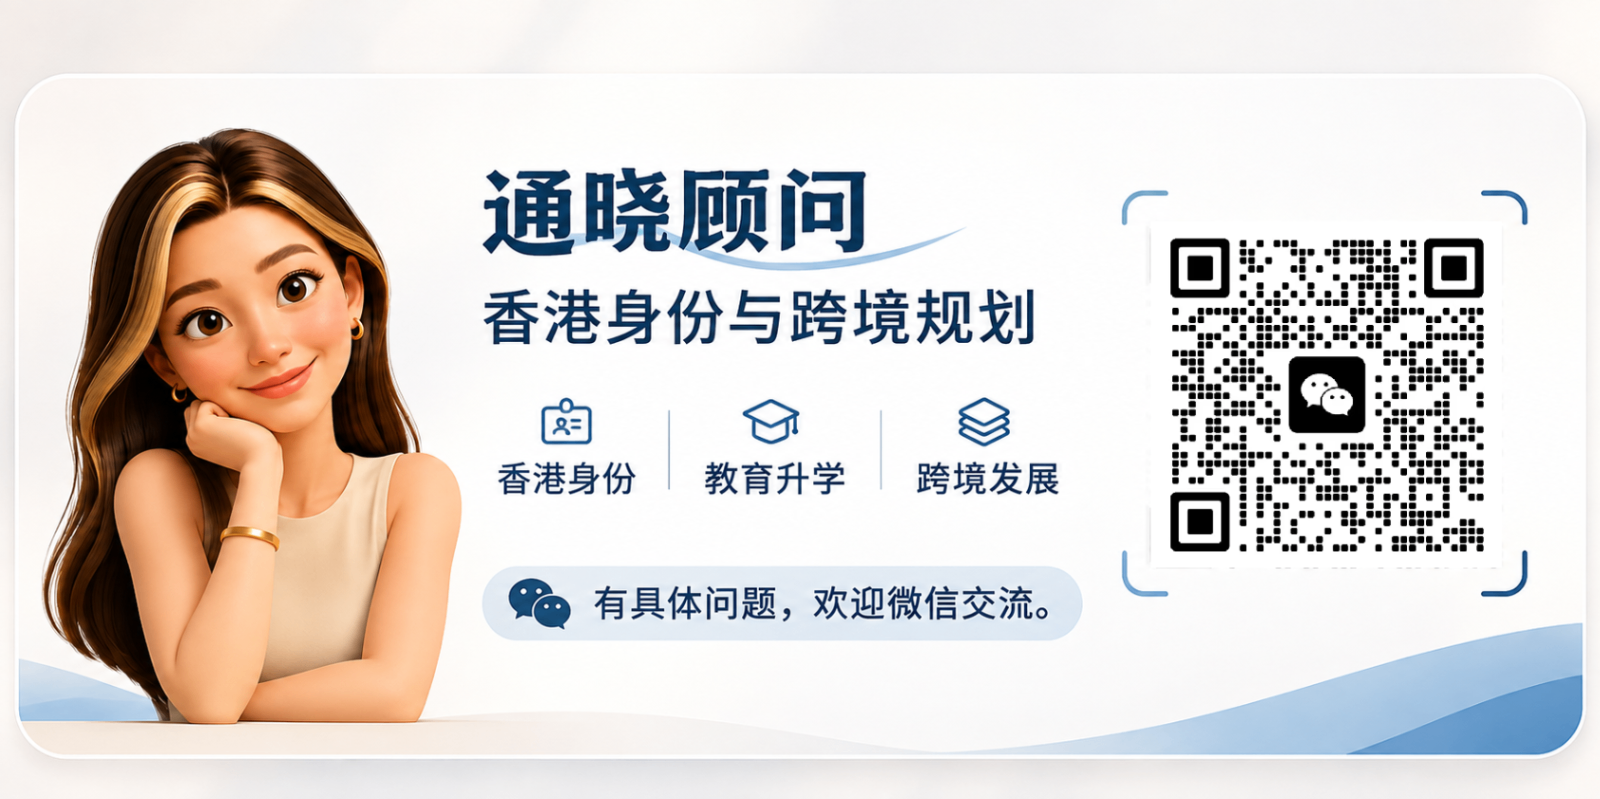 通晓顾问
香港身份与跨境规划
香港身份
教育升学
跨境发展
有具体问题，欢迎微信交流。